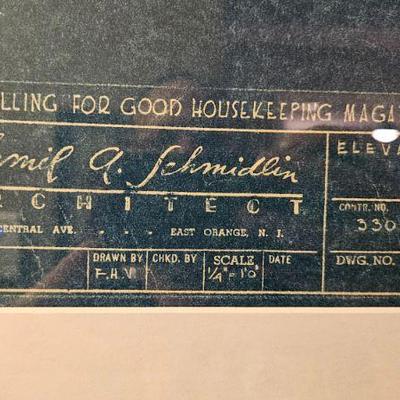 LLING FOR GOOD HOUSEKEEPING MAGA
Emil A. Schmidlin
RCHITECT
CENTRAL AVE. - - - EAST ORANGE, N. J.
ELEVA
CONTR. NO.
330
DRAWN BY
F.H.V
CHKD. BY
SCALE
1/4"=1'0"
DATE
DWG. NO.